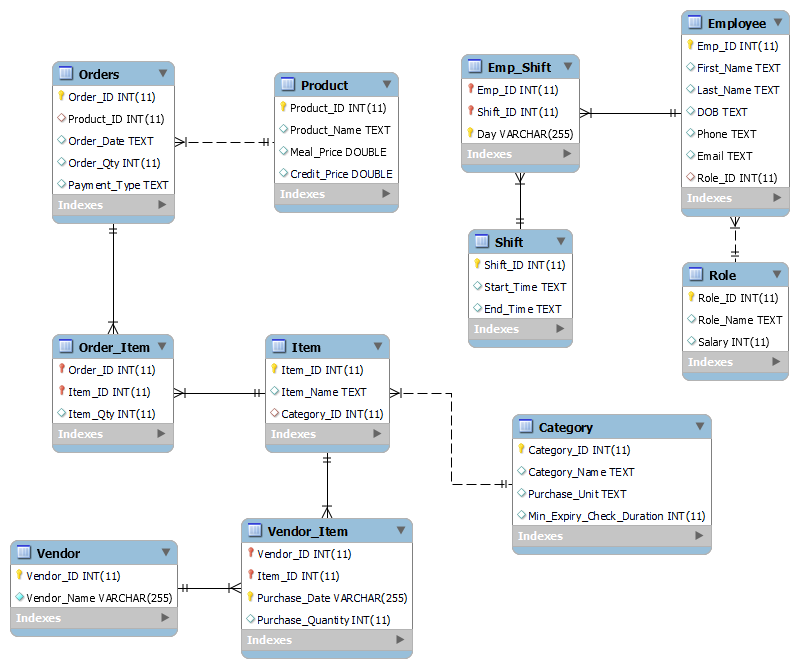 Orders
Order_ID INT(11)
Product_ID INT(11)
Order_Date TEXT
Order_Qty INT(11)
Payment_Type TEXT
Indexes
Product
Product_ID INT(11)
Product_Name TEXT
Meal_Price DOUBLE
Credit_Price DOUBLE
Indexes
Emp_Shift
Emp_ID INT(11)
Shift_ID INT(11)
Day VARCHAR(255)
Indexes
Employee
Emp_ID INT(11)
First_Name TEXT
Last_Name TEXT
DOB TEXT
Phone TEXT
Email TEXT
Role_ID INT(11)
Indexes
Shift
Shift_ID INT(11)
Start_Time TEXT
End_Time TEXT
Indexes
Role
Role_ID INT(11)
Role_Name TEXT
Salary INT(11)
Indexes
Order_Item
Order_ID INT(11)
Item_ID INT(11)
Item_Qty INT(11)
Indexes
Item
Item_ID INT(11)
Item_Name TEXT
Category_ID INT(11)
Indexes
Category
Category_ID INT(11)
Category_Name TEXT
Purchase_Unit TEXT
Min_Expiry_Check_Duration INT(11)
Indexes
Vendor
Vendor_ID INT(11)
Vendor_Name VARCHAR(255)
Indexes
Vendor_Item
Vendor_ID INT(11)
Item_ID INT(11)
Purchase_Date VARCHAR(255)
Purchase_Quantity INT(11)
Indexes